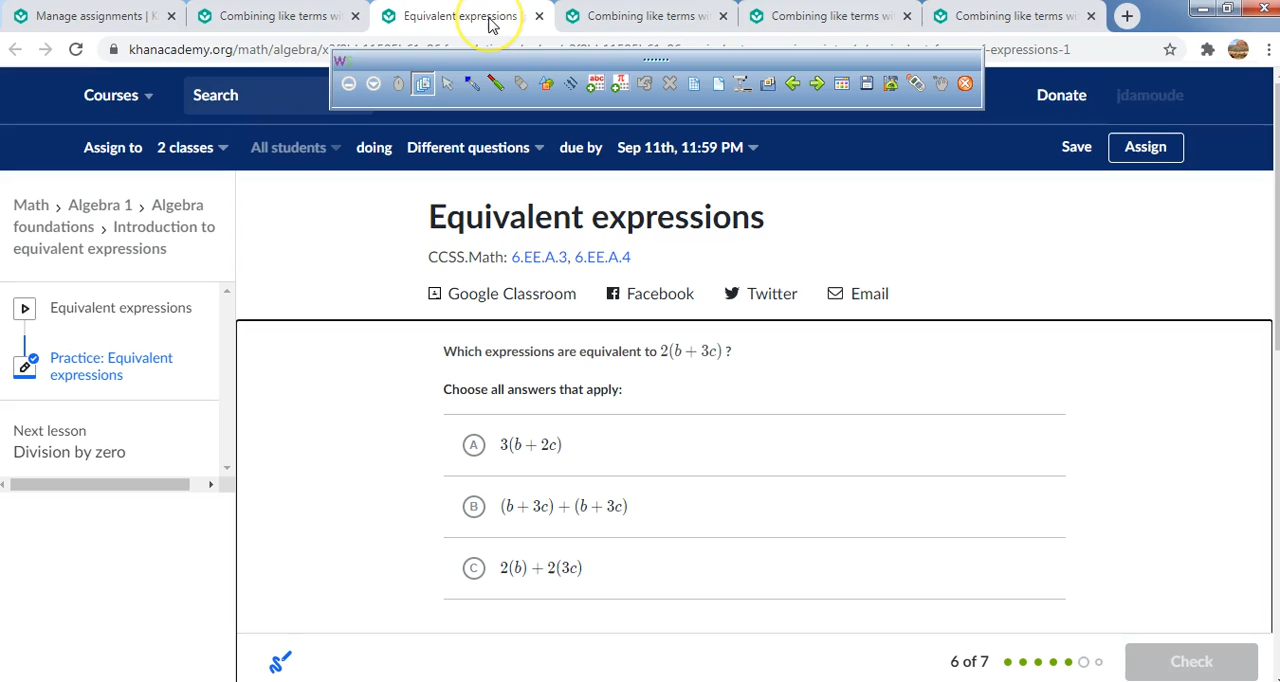 Manage assignments | K
Combining like terms wi
Equivalent expressions
Combining like terms wi
Combining like terms wi
Combining like terms wi
Courses
Search
Donate
jdamoude
Assign to 2 classes All students doing Different questions due by Sep 11th, 11:59 PM Save Assign
Math > Algebra 1 > Algebra
foundations > Introduction to
equivalent expressions
Equivalent expressions
Practice: Equivalent
expressions
Next lesson
Division by zero
Equivalent expressions
CCSS.Math: 6.EE.A.3, 6.EE.A.4
Google Classroom Facebook Twitter Email
Which expressions are equivalent to 2(b + 3c) ?
Choose all answers that apply:
A 3(b + 2c)
B (b + 3c) + (b + 3c)
C 2(b) + 2(3c)
6 of 7
Check